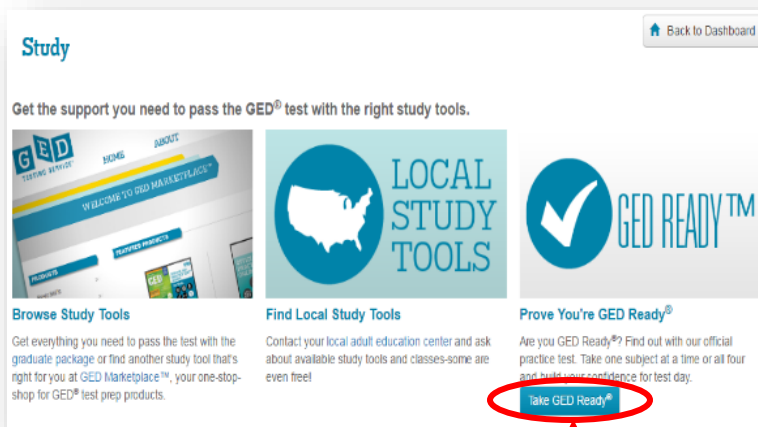 Back to Dashboard
Study
Get the support you need to pass the GED® test with the right study tools.
GED
TESTING SERVICE
HOME
ABOUT
WELCOME TO GED MARKETPLACE™
PRODUCTS
FEATURED PRODUCTS
LOCAL
STUDY
TOOLS
GED READY™
Browse Study Tools
Get everything you need to pass the test with the
graduate package or find another study tool that's
right for you at GED Marketplace™, your one-stop-
shop for GED® test prep products.
Find Local Study Tools
Contact your local adult education center and ask
about available study tools and classes-some are
even free!
Prove You're GED Ready®
Are you GED Ready®? Find out with our official
practice test. Take one subject at a time or all four
and build your confidence for test day.
Take GED Ready®